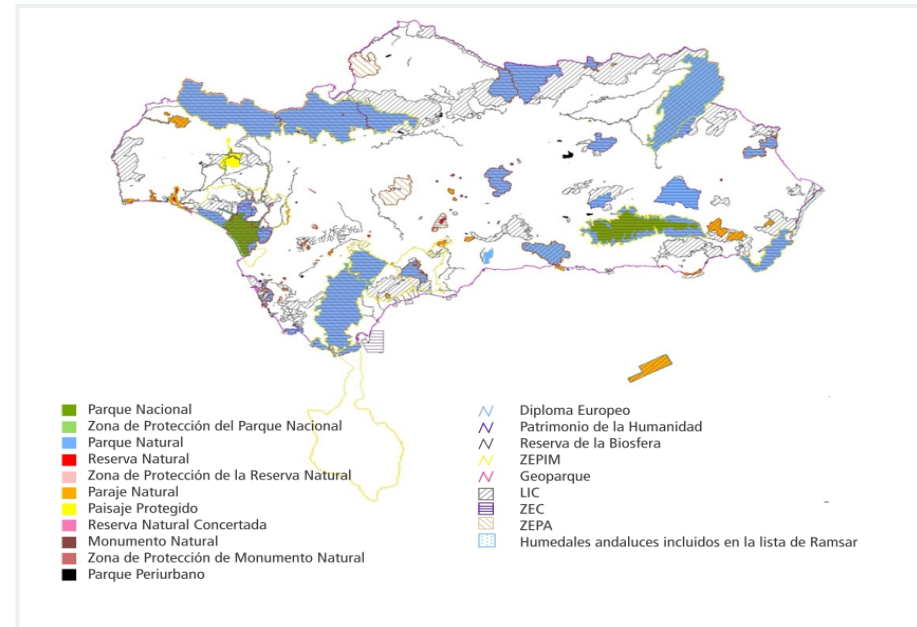 Parque Nacional
Zona de Protección del Parque Nacional
Parque Natural
Reserva Natural
Zona de Protección de la Reserva Natural
Paraje Natural
Paisaje Protegido
Reserva Natural Concertada
Monumento Natural
Zona de Protección de Monumento Natural
Parque Periurbano
Diploma Europeo
Patrimonio de la Humanidad
Reserva de la Biosfera
ZEPIM
Geoparque
LIC
ZEC
ZEPA
Humedales andaluces incluidos en la lista de Ramsar